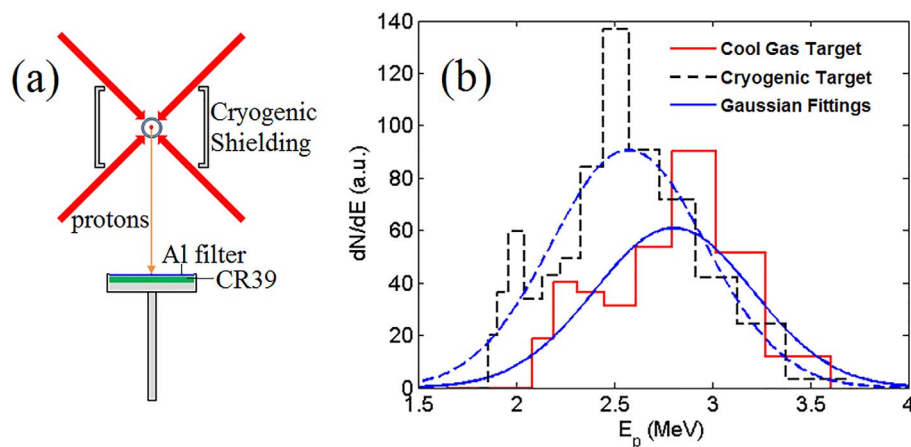 (a)
Cryogenic
Shielding
protons
Al filter
CR39
(b)
Cool Gas Target
Cryogenic Target
Gaussian Fittings
dN/dE (a.u.)
140
120
100
80
60
40
20
0
1.5 2 2.5 3 3.5 4
E_p (MeV)